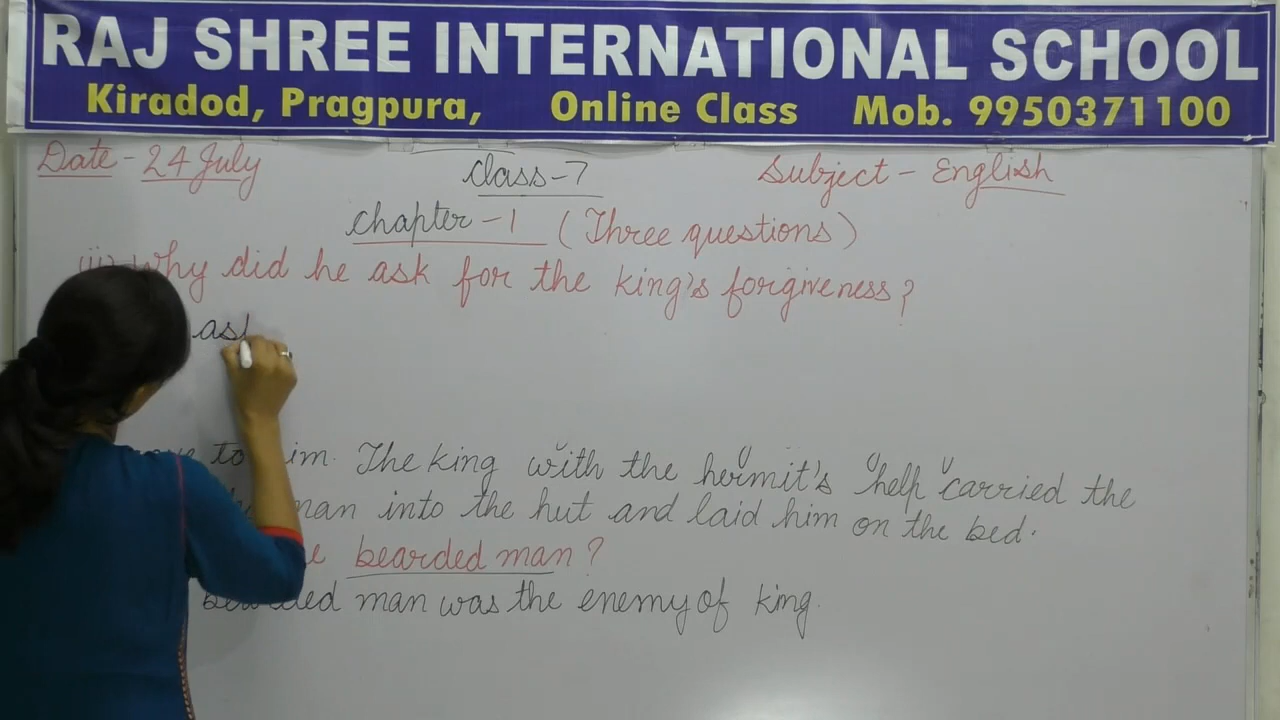 RAJ SHREE INTERNATIONAL SCHOOL
Kiradod, Pragpura, Online Class Mob. 9950371100
Date - 24 July Class-7 Subject - English
Chapter - 1 (Three questions)
Why did he ask for the king's forgiveness?
ask
to him. The king with the hermit's help carried the
man into the hut and laid him on the bed.
bearded man?
bearded man was the enemy of king.